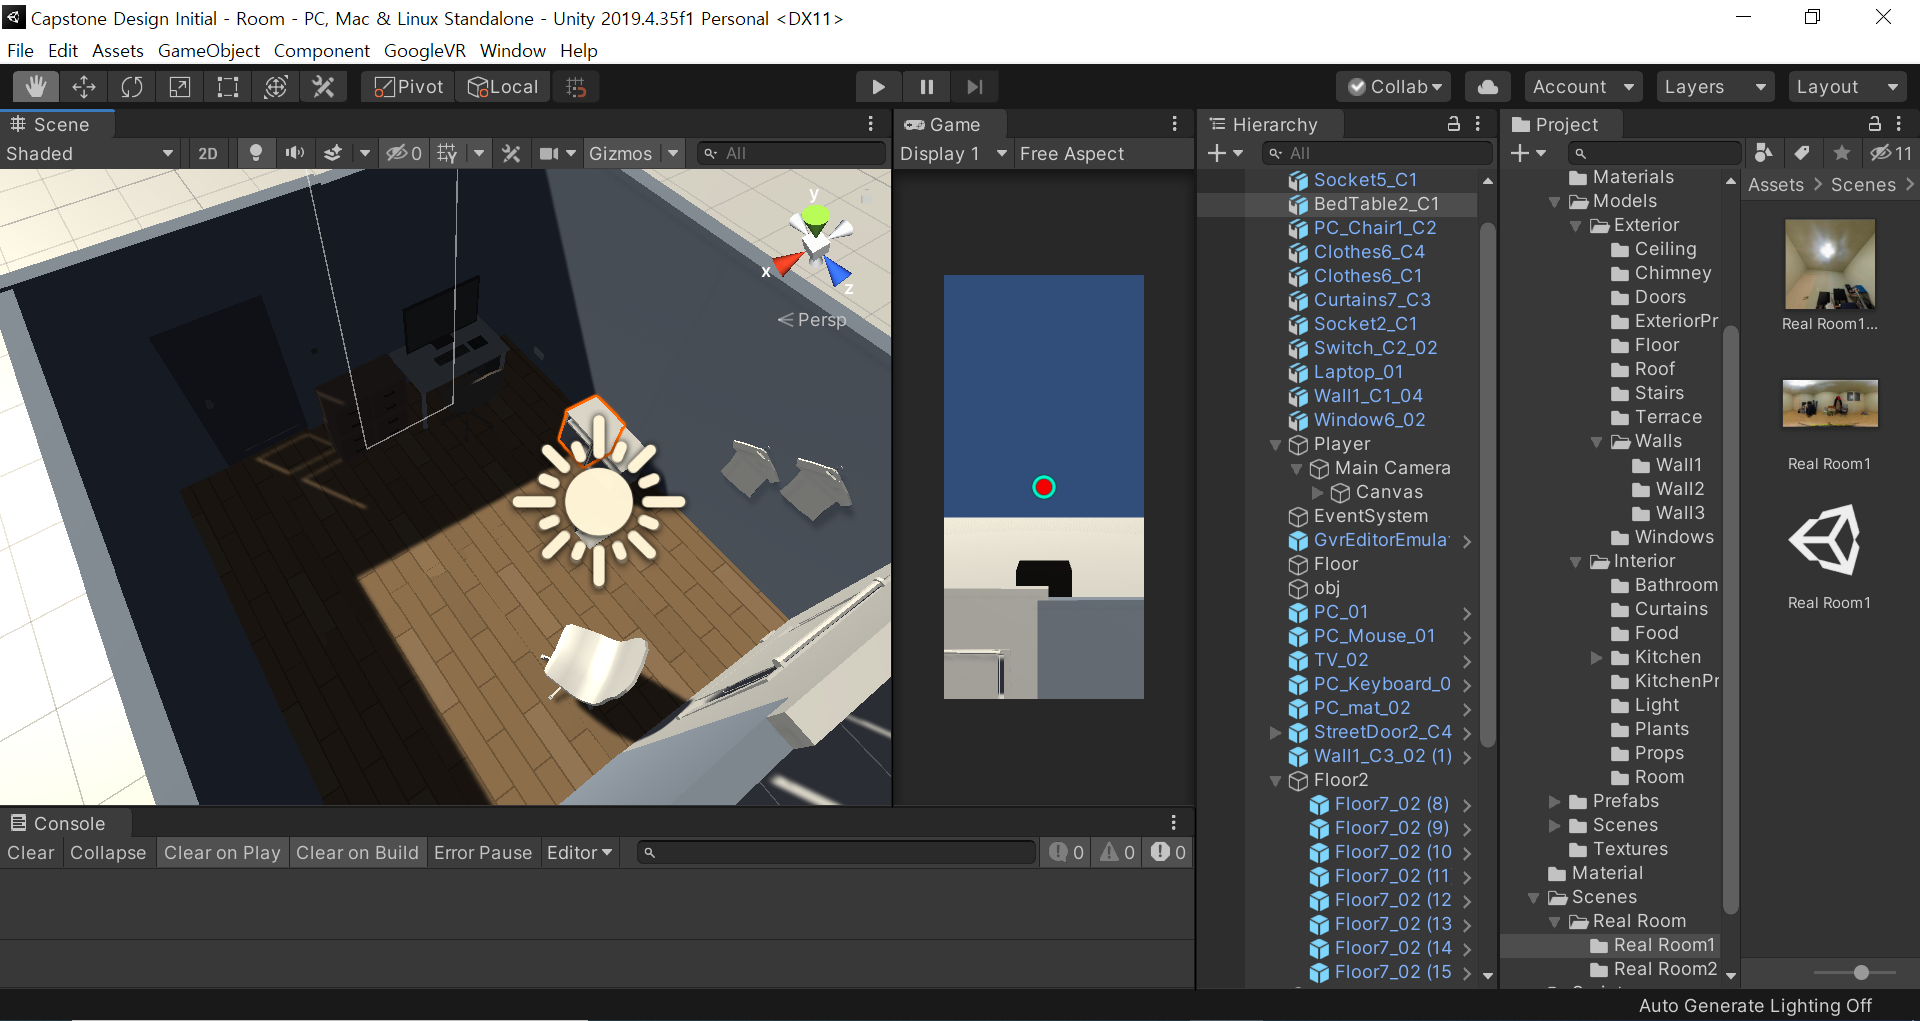 Capstone Design Initial - Room - PC, Mac & Linux Standalone - Unity 2019.4.35f1 Personal <DX11>
File Edit Assets GameObject Component GoogleVR Window Help
Pivot Local Collab Account Layers Layout
Scene
Shaded 2D 0 Gizmos All
y
x
z
Persp
Game
Display 1 Free Aspect
Hierarchy
All
Socket5_C1
BedTable2_C1
PC_Chair1_C2
Clothes6_C4
Clothes6_C1
Curtains7_C3
Socket2_C1
Switch_C2_02
Laptop_01
Wall1_C1_04
Window6_02
Player
Main Camera
Canvas
EventSystem
GvrEditorEmula
Floor
obj
PC_01
PC_Mouse_01
TV_02
PC_Keyboard_0
PC_mat_02
StreetDoor2_C4
Wall1_C3_02 (1)
Floor2
Floor7_02 (8)
Floor7_02 (9)
Floor7_02 (10
Floor7_02 (11
Floor7_02 (12
Floor7_02 (13
Floor7_02 (14
Floor7_02 (15
Project
11
Materials
Models
Exterior
Ceiling
Chimney
Doors
ExteriorPr
Floor
Roof
Stairs
Terrace
Walls
Wall1
Wall2
Wall3
Windows
Interior
Bathroom
Curtains
Food
Kitchen
KitchenPr
Light
Plants
Props
Room
Prefabs
Scenes
Textures
Material
Scenes
Real Room
Real Room1
Real Room2
Assets > Scenes >
Real Room1...
Real Room1
Real Room1
Console
Clear Collapse Clear on Play Clear on Build Error Pause Editor 0 0 0
Auto Generate Lighting Off